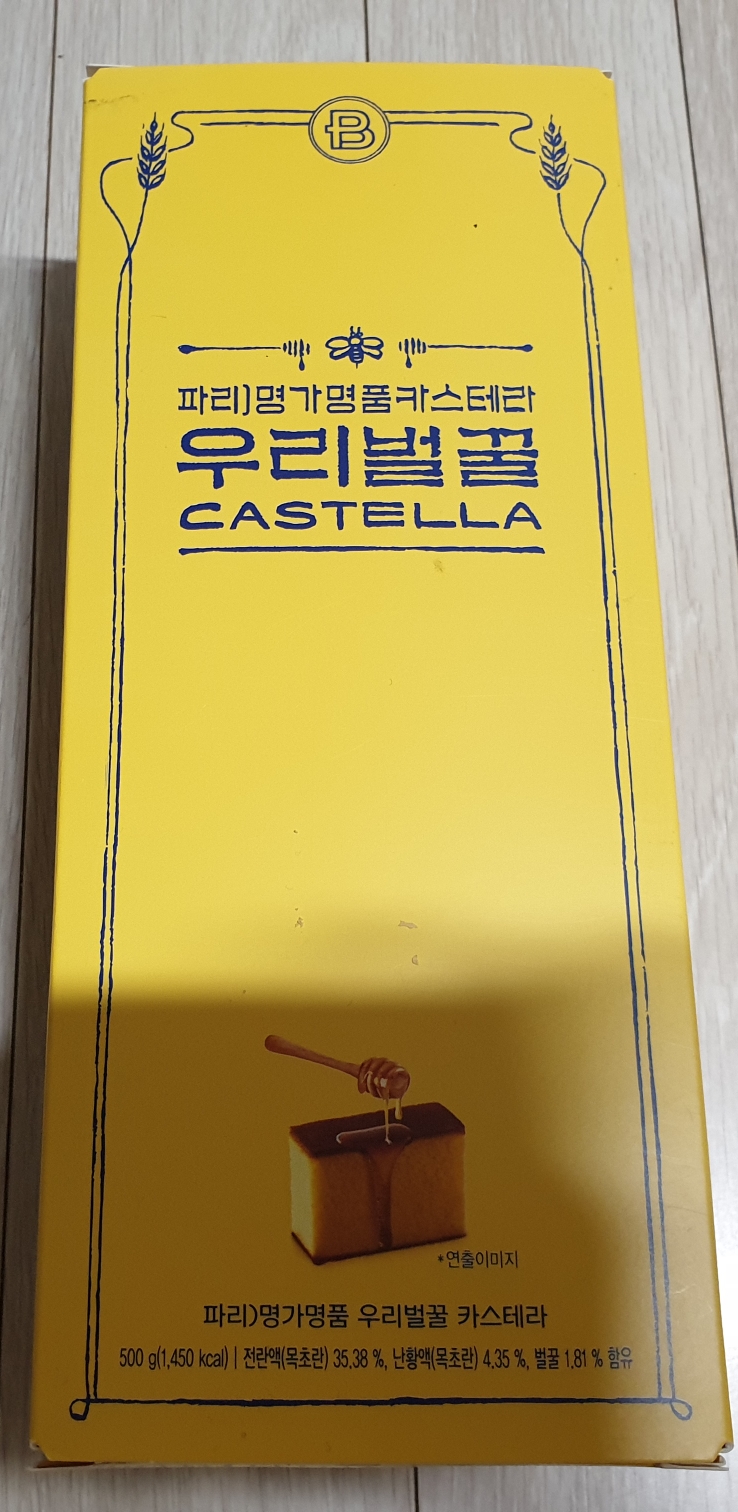 B
파리)명가명품카스테라
우리벌꿀
CASTELLA
*연출이미지
파리)명가명품 우리벌꿀 카스테라
500 g(1,450 kcal) | 전란액(목초란) 35.38 %, 난황액(목초란) 4.35 %, 벌꿀 1.81 % 함유